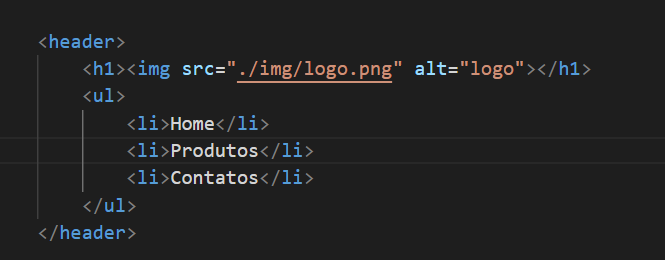 <header>
<h1><img src="./img/logo.png" alt="logo"></h1>
<ul>
<li>Home</li>
<li>Produtos</li>
<li>Contatos</li>
</ul>
</header>